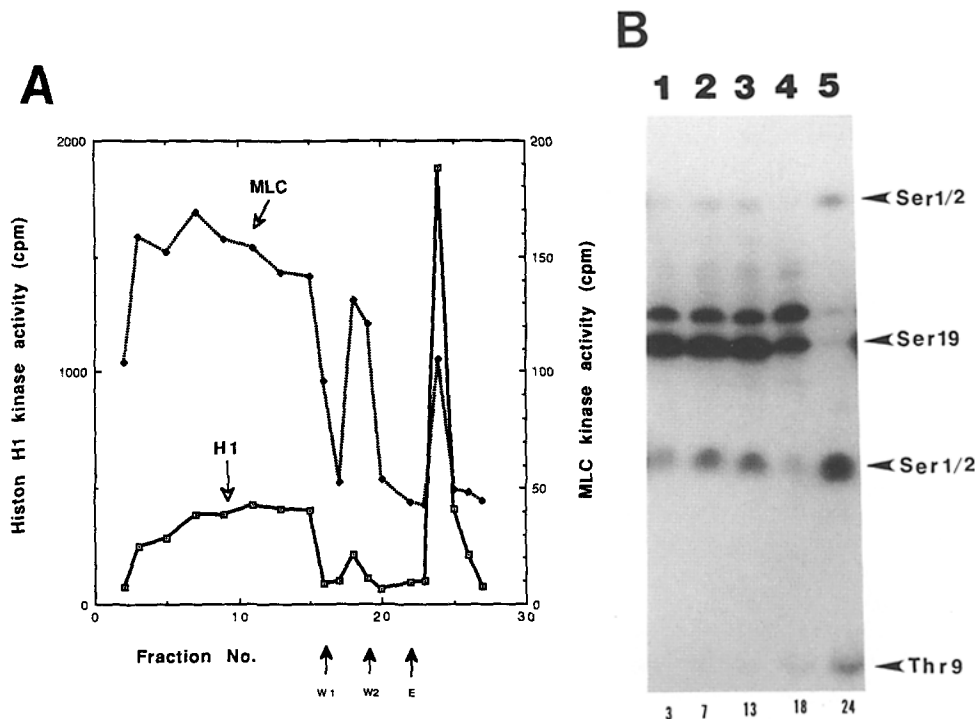 A
2000
1000
0
Histon H1 kinase activity (cpm)
MLC
H1
200
150
100
50
0
MLC kinase activity (cpm)
0
10
20
30
Fraction No.
W1
W2
E
B
1 2 3 4 5
Ser1/2
Ser19
Ser1/2
Thr9
3 7 13 18 24